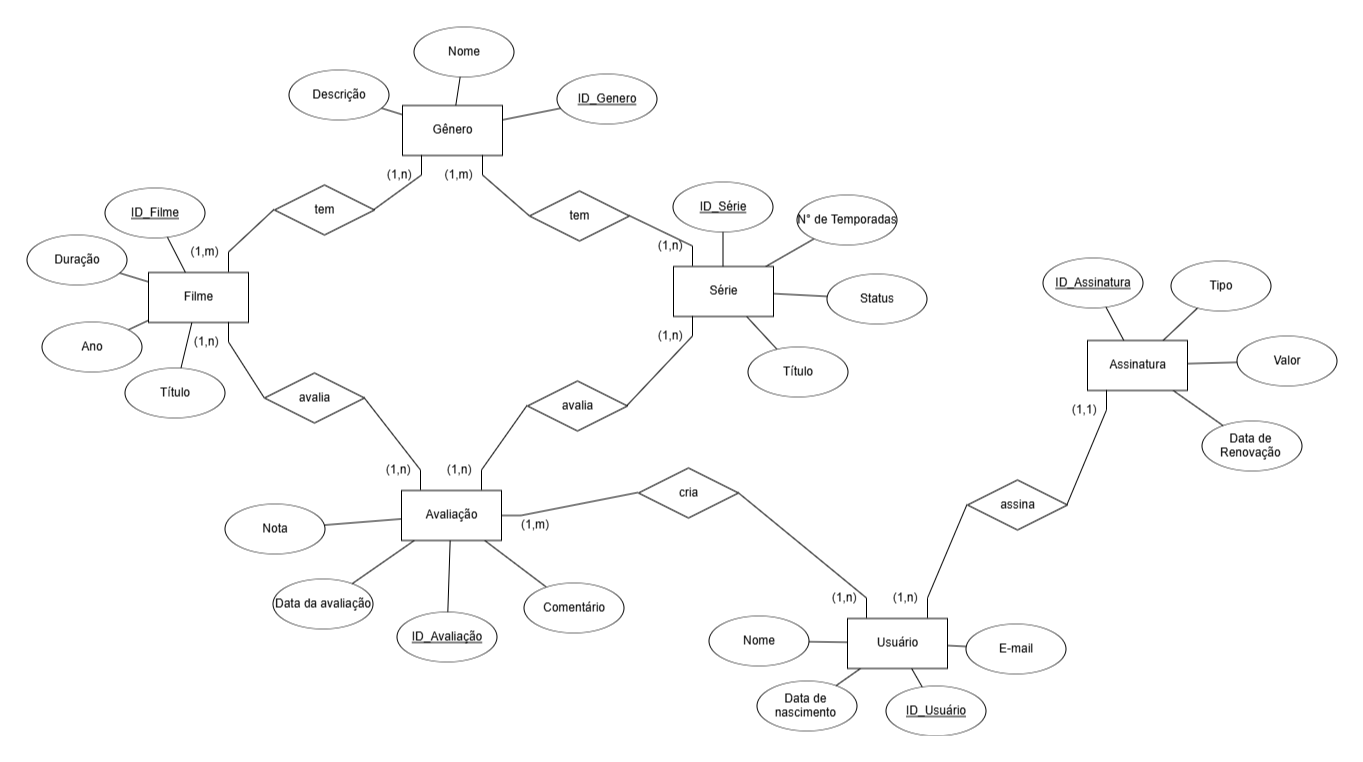 Nome
Descrição
ID_Genero
Gênero
(1,n)
(1,m)
tem
tem
ID_Filme
ID_Série
N° de Temporadas
(1,m)
(1,n)
Duração
Filme
Série
Status
Ano
(1,n)
(1,n)
Título
Título
ID_Assinatura
Tipo
Assinatura
Valor
(1,1)
Data de
Renovação
avalia
avalia
(1,n)
(1,n)
cria
assina
Avaliação
(1,m)
Nota
Data da avaliação
ID_Avaliação
Comentário
(1,n)
(1,n)
Nome
Usuário
E-mail
Data de
nascimento
ID_Usuário